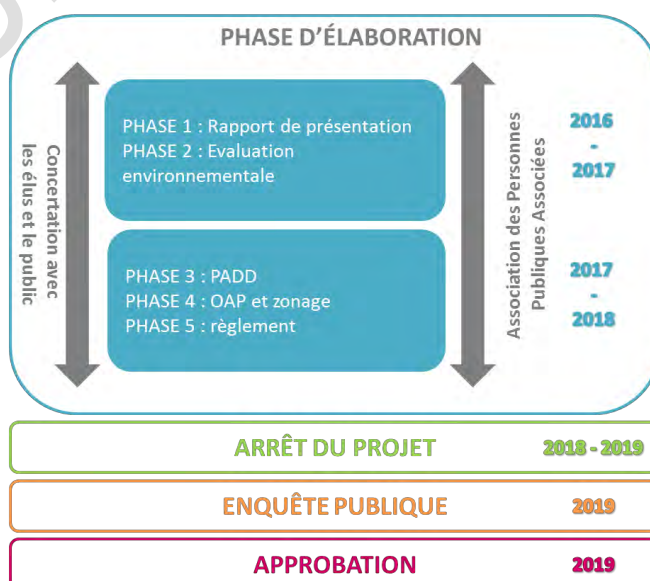 PHASE D'ÉLABORATION
Concertation avec
les élus et le public
PHASE 1 : Rapport de présentation
PHASE 2 : Evaluation
environnementale
PHASE 3 : PADD
PHASE 4 : OAP et zonage
PHASE 5 : règlement
Association des Personnes
Publiques Associées
2016
-
2017
2017
-
2018
ARRÊT DU PROJET 2018 - 2019
ENQUÊTE PUBLIQUE 2019
APPROBATION 2019